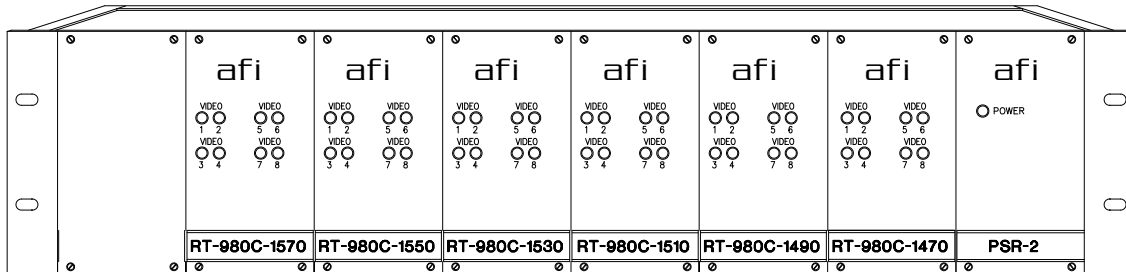 afi afi afi afi afi afi PSR-2 afi
VIDEO VIDEO VIDEO VIDEO VIDEO VIDEO VIDEO VIDEO VIDEO VIDEO VIDEO VIDEO POWER
1 2 5 6 1 2 5 6 1 2 5 6 1 2 5 6 1 2 5 6 1 2 5 6
VIDEO VIDEO VIDEO VIDEO VIDEO VIDEO VIDEO VIDEO VIDEO VIDEO VIDEO VIDEO
3 4 7 8 3 4 7 8 3 4 7 8 3 4 7 8 3 4 7 8 3 4 7 8
RT-980C-1570 RT-980C-1550 RT-980C-1530 RT-980C-1510 RT-980C-1490 RT-980C-1470 PSR-2